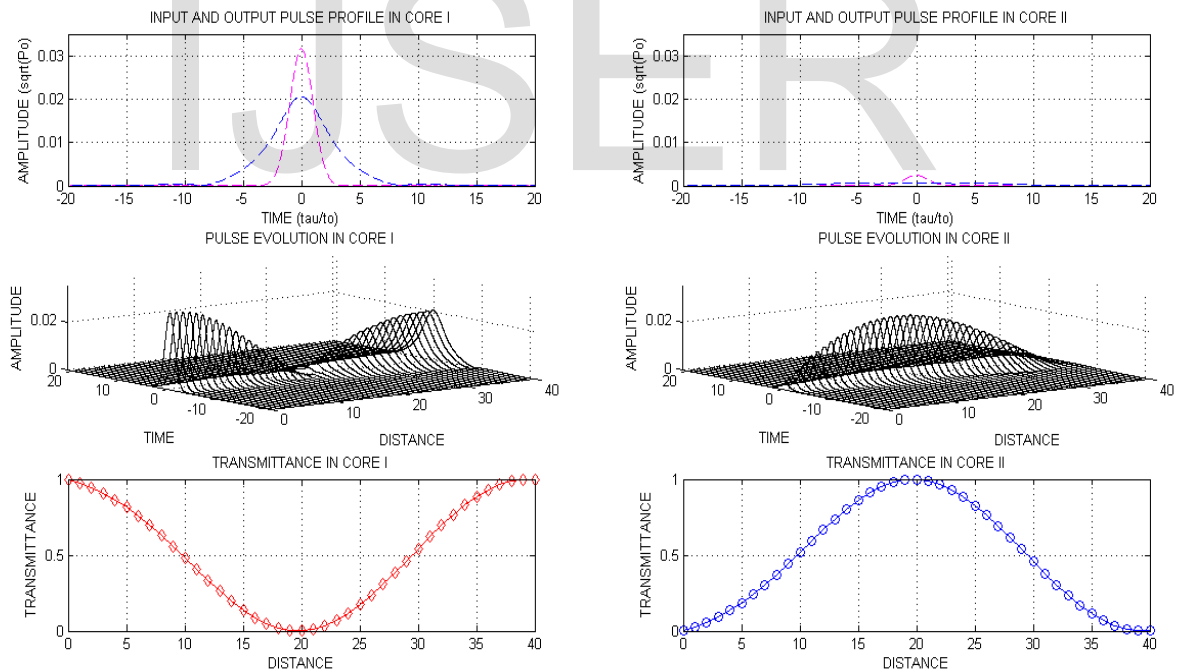 IJSER
INPUT AND OUTPUT PULSE PROFILE IN CORE I
AMPLITUDE (sqrt(Po)
0.03
0.02
0.01
0
-20 -15 -10 -5 0 5 10 15 20
TIME (tau/to)
INPUT AND OUTPUT PULSE PROFILE IN CORE II
AMPLITUDE (sqrt(Po)
0.03
0.02
0.01
0
-20 -15 -10 -5 0 5 10 15 20
TIME (tau/to)
PULSE EVOLUTION IN CORE I
AMPLITUDE
0.02
0
20 10 0 -10 -20
TIME
0 10 20 30 40
DISTANCE
PULSE EVOLUTION IN CORE II
AMPLITUDE
0.02
0
20 10 0 -10 -20
TIME
0 10 20 30 40
DISTANCE
TRANSMITTANCE IN CORE I
TRANSMITTANCE
1
0.5
0
0 5 10 15 20 25 30 35 40
DISTANCE
TRANSMITTANCE IN CORE II
TRANSMITTANCE
1
0.5
0
0 5 10 15 20 25 30 35 40
DISTANCE